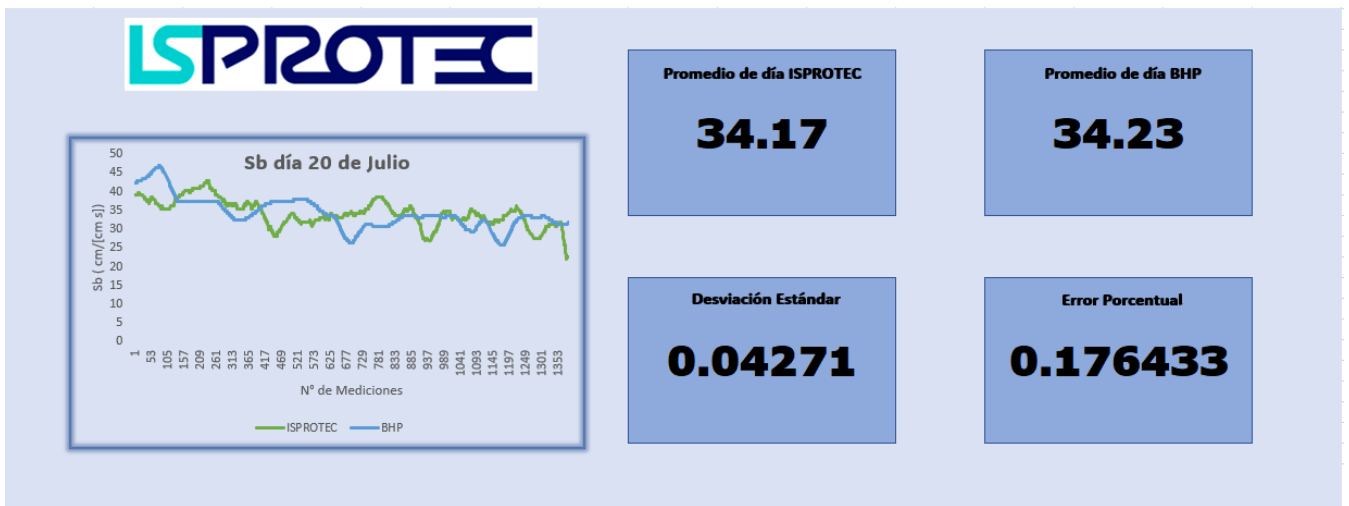 ISPROTEC
Promedio de día ISPROTEC
34.17
Promedio de día BHP
34.23
Sb día 20 de Julio
Sb ( cm/[cm s])
50
45
40
35
30
25
20
15
10
5
0
1 53 105 157 209 261 313 365 417 469 521 573 625 677 729 781 833 885 937 989 1041 1093 1145 1197 1249 1301 1353
N° de Mediciones
ISPROTEC BHP
Desviación Estándar
0.04271
Error Porcentual
0.176433